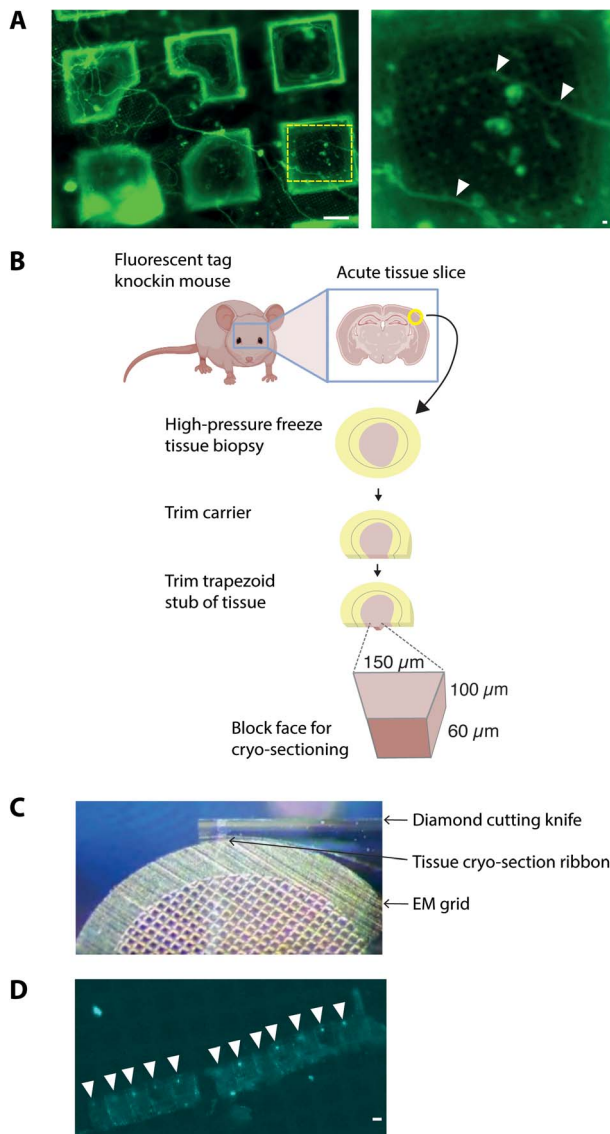 A
B
Fluorescent tag
knockin mouse
Acute tissue slice
High-pressure freeze
tissue biopsy
Trim carrier
Trim trapezoid
stub of tissue
150 µm
100 µm
60 µm
Block face for
cryo-sectioning
C
Diamond cutting knife
Tissue cryo-section ribbon
EM grid
D